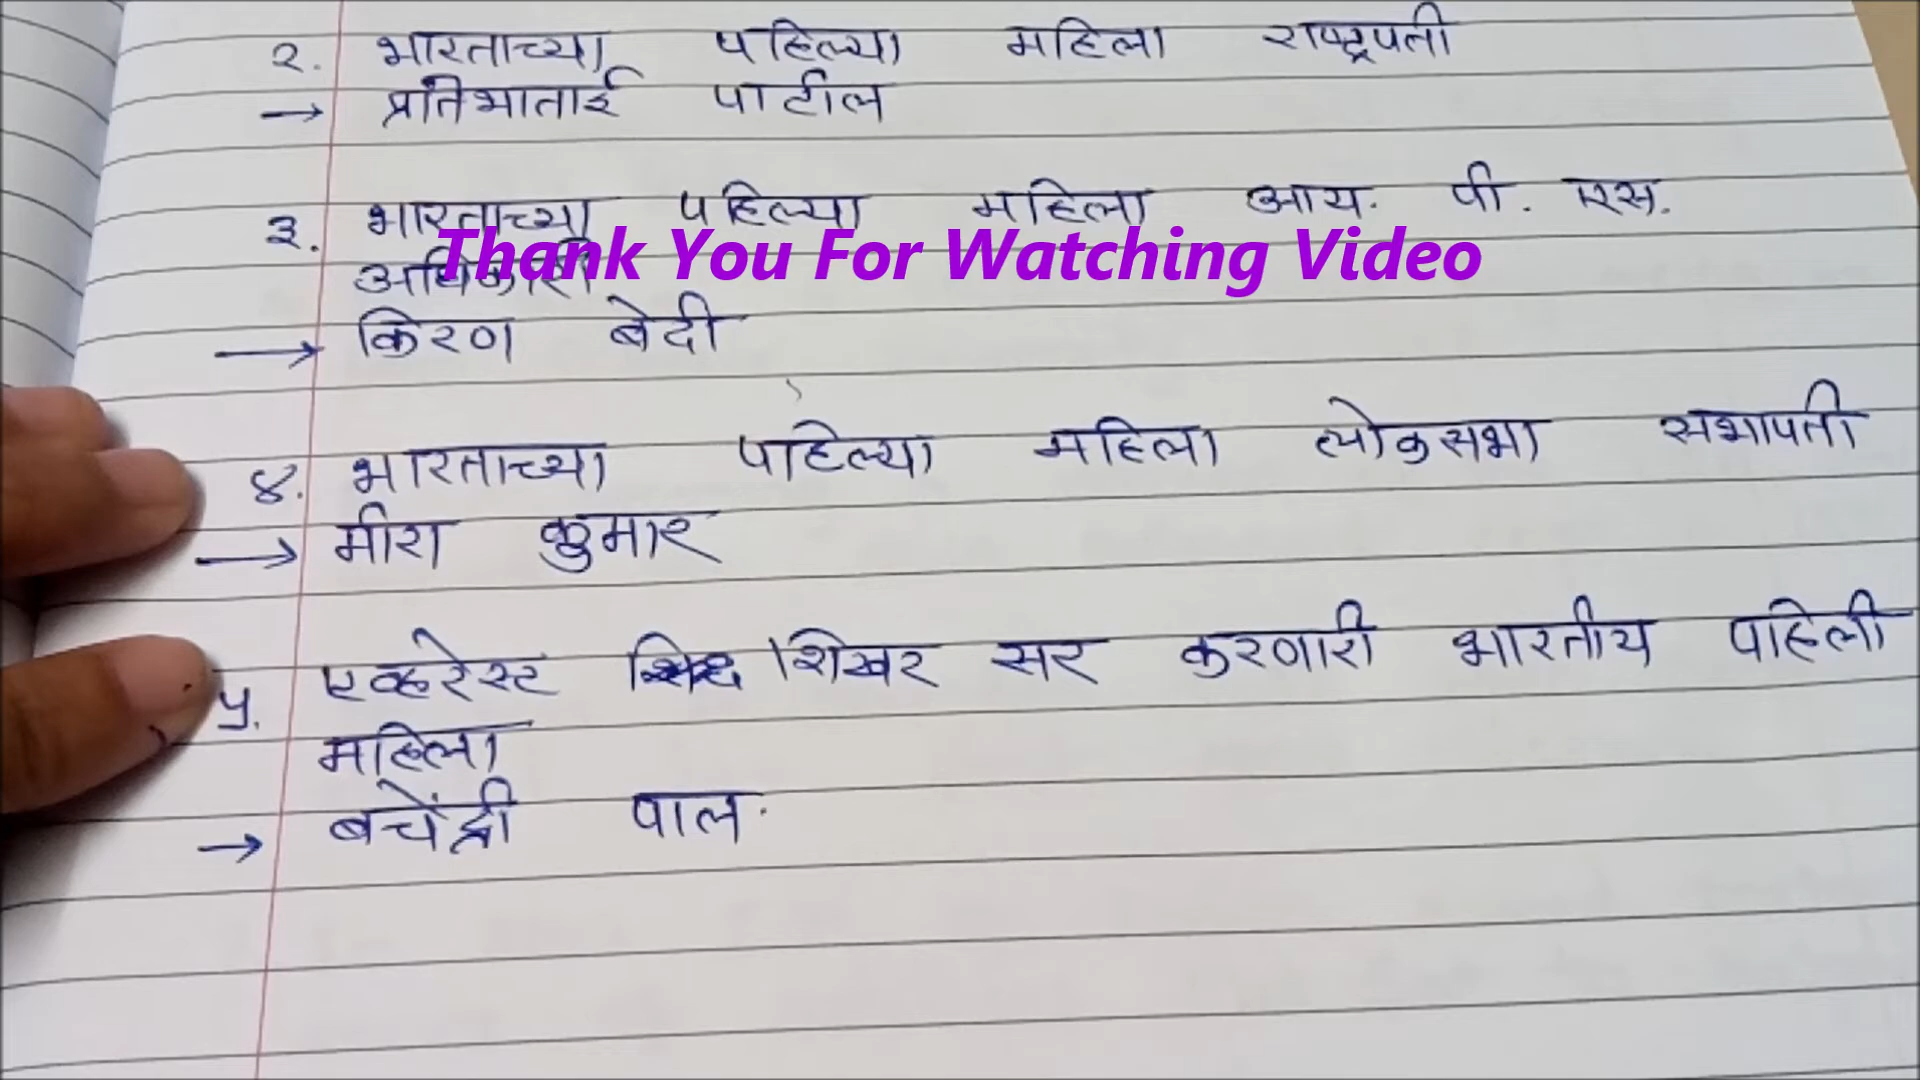 २. भारताच्या पहिल्या महिला राष्ट्रपती
→ प्रतिभाताई पाटील
३. भारताच्या पहिल्या महिला आय. पी. एस.
Thank You For Watching Video
अधिकारी
→ किरण बेदी
४. भारताच्या पहिल्या महिला लोकसभा सभापती
→ मीरा कुमार
५. एव्हरेस्ट शिखर सर करणारी भारतीय पहिली
महिला
→ बचेंद्री पाल.